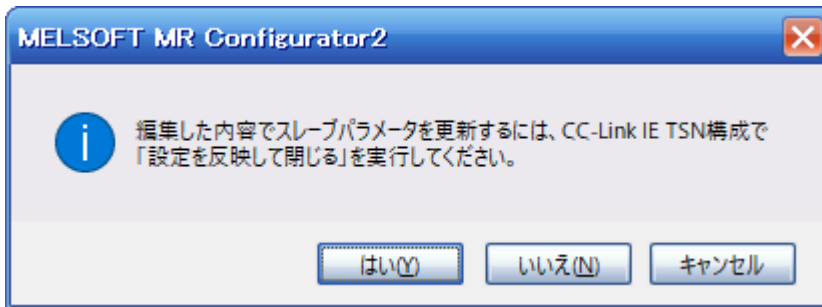 MELSOFT MR Configurator2
編集した内容でスレーブパラメータを更新するには、CC-Link IE TSN構成で
「設定を反映して閉じる」を実行してください。
はい(Y)
いいえ(N)
キャンセル